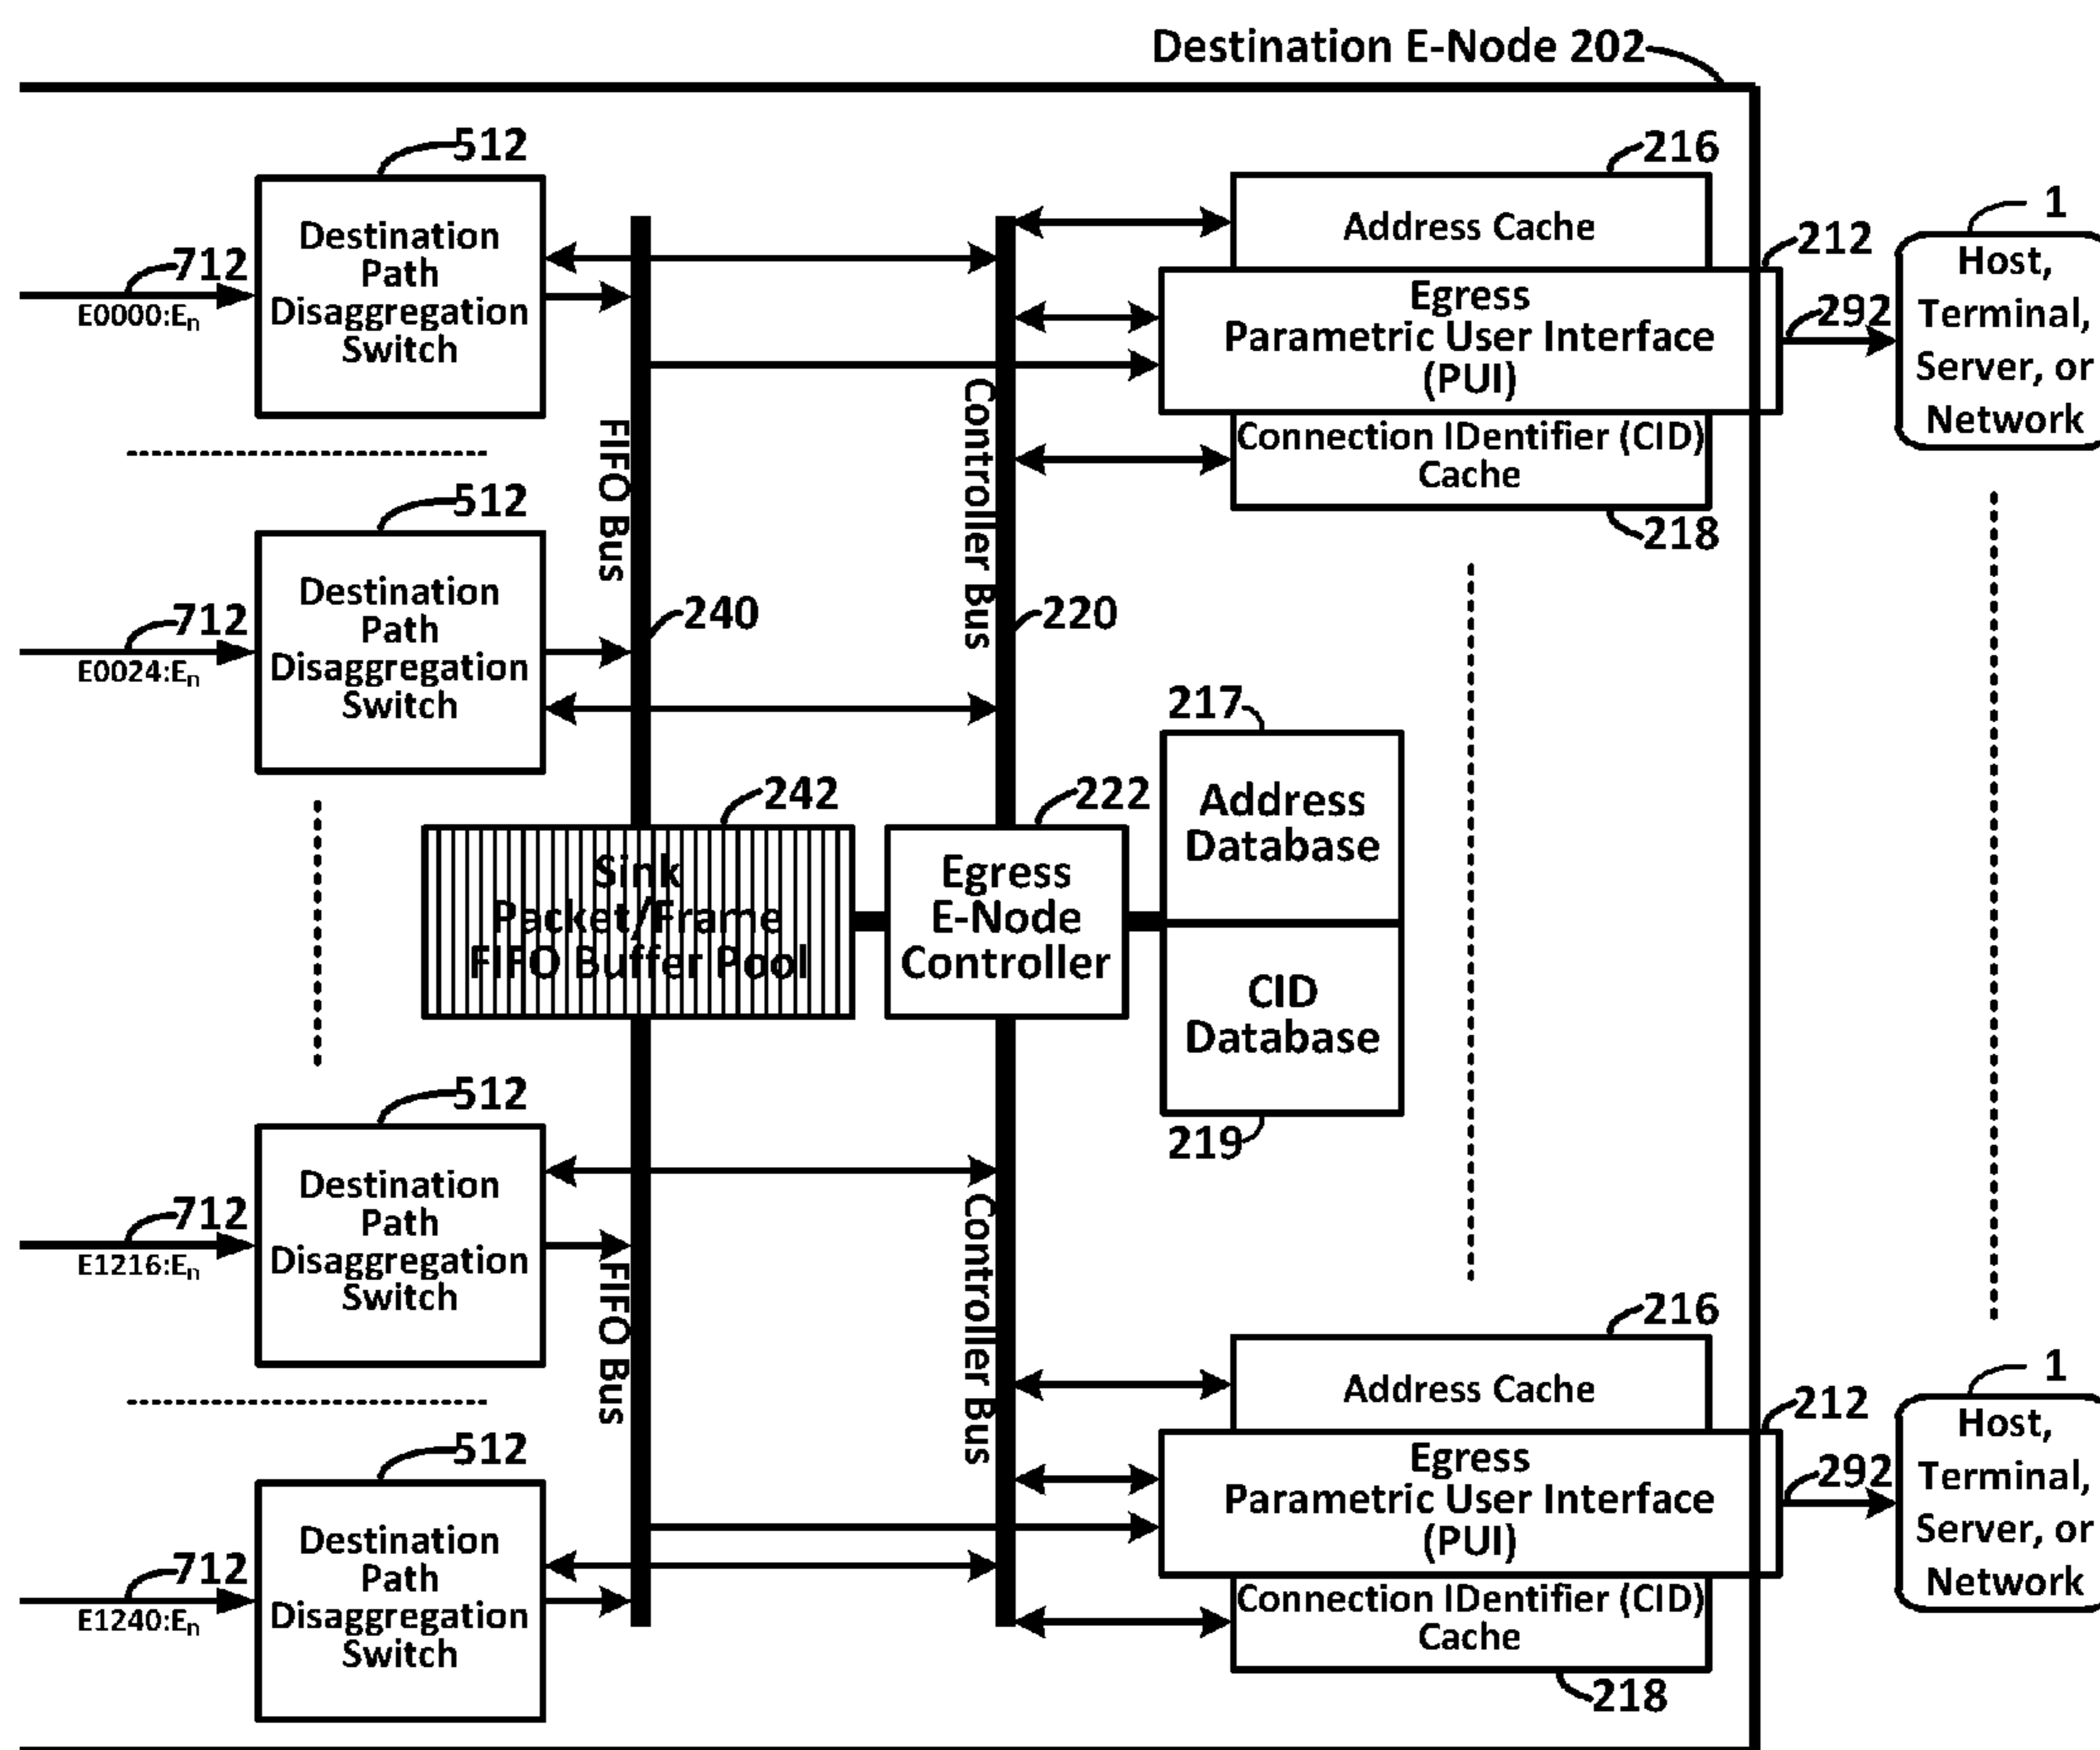 Destination E-Node 202
512
Destination
Path
Disaggregation
Switch
712
E0000:En
216
Address Cache
212
Egress
Parametric User Interface
(PUI)
Connection IDentifier (CID)
Cache
218
292
1
Host,
Terminal,
Server, or
Network
FIFO Bus
Controller Bus
512
Destination
Path
Disaggregation
Switch
712
E0024:En
240
220
242
Sink
Packet/Frame
FIFO Buffer Pool
222
Egress
E-Node
Controller
217
Address
Database
CID
Database
219
512
Destination
Path
Disaggregation
Switch
712
E1216:En
FIFO Bus
Controller Bus
512
Destination
Path
Disaggregation
Switch
712
E1240:En
216
Address Cache
212
Egress
Parametric User Interface
(PUI)
Connection IDentifier (CID)
Cache
218
292
1
Host,
Terminal,
Server, or
Network